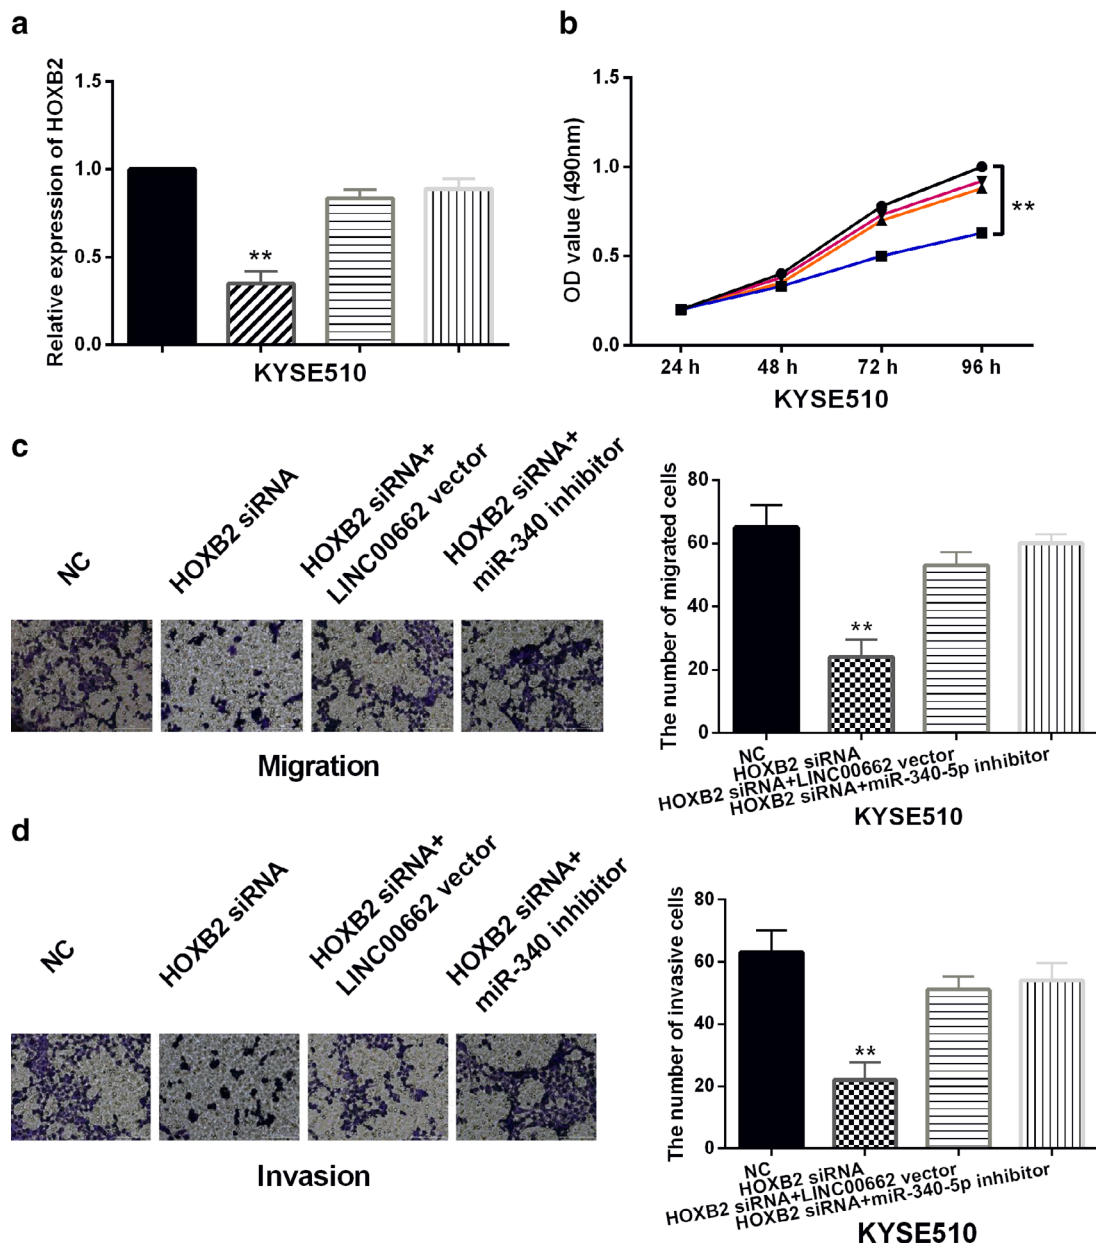 a
Relative expression of HOXB2
1.5
1.0
0.5
0.0
**
KYSE510
b
OD value (490nm)
1.5
1.0
0.5
0.0
**
24 h
48 h
72 h
96 h
KYSE510
c
NC
HOXB2 siRNA
HOXB2 siRNA+
LINC00662 vector
HOXB2 siRNA+
miR-340 inhibitor
Migration
The number of migrated cells
80
60
40
20
0
**
NC
HOXB2 siRNA
HOXB2 siRNA+LINC00662 vector
HOXB2 siRNA+miR-340-5p inhibitor
KYSE510
d
NC
HOXB2 siRNA
HOXB2 siRNA+
LINC00662 vector
HOXB2 siRNA+
miR-340 inhibitor
Invasion
The number of invasive cells
80
60
40
20
0
**
NC
HOXB2 siRNA
HOXB2 siRNA+LINC00662 vector
HOXB2 siRNA+miR-340-5p inhibitor
KYSE510